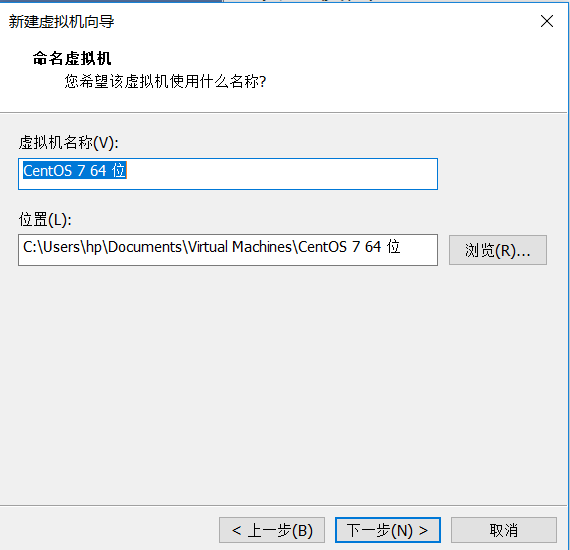 新建虚拟机向导
命名虚拟机
您希望该虚拟机使用什么名称?
虚拟机名称(V):
CentOS 7 64 位
位置(L):
C:\Users\hp\Documents\Virtual Machines\CentOS 7 64 位
浏览(R)...
< 上一步(B)
下一步(N) >
取消